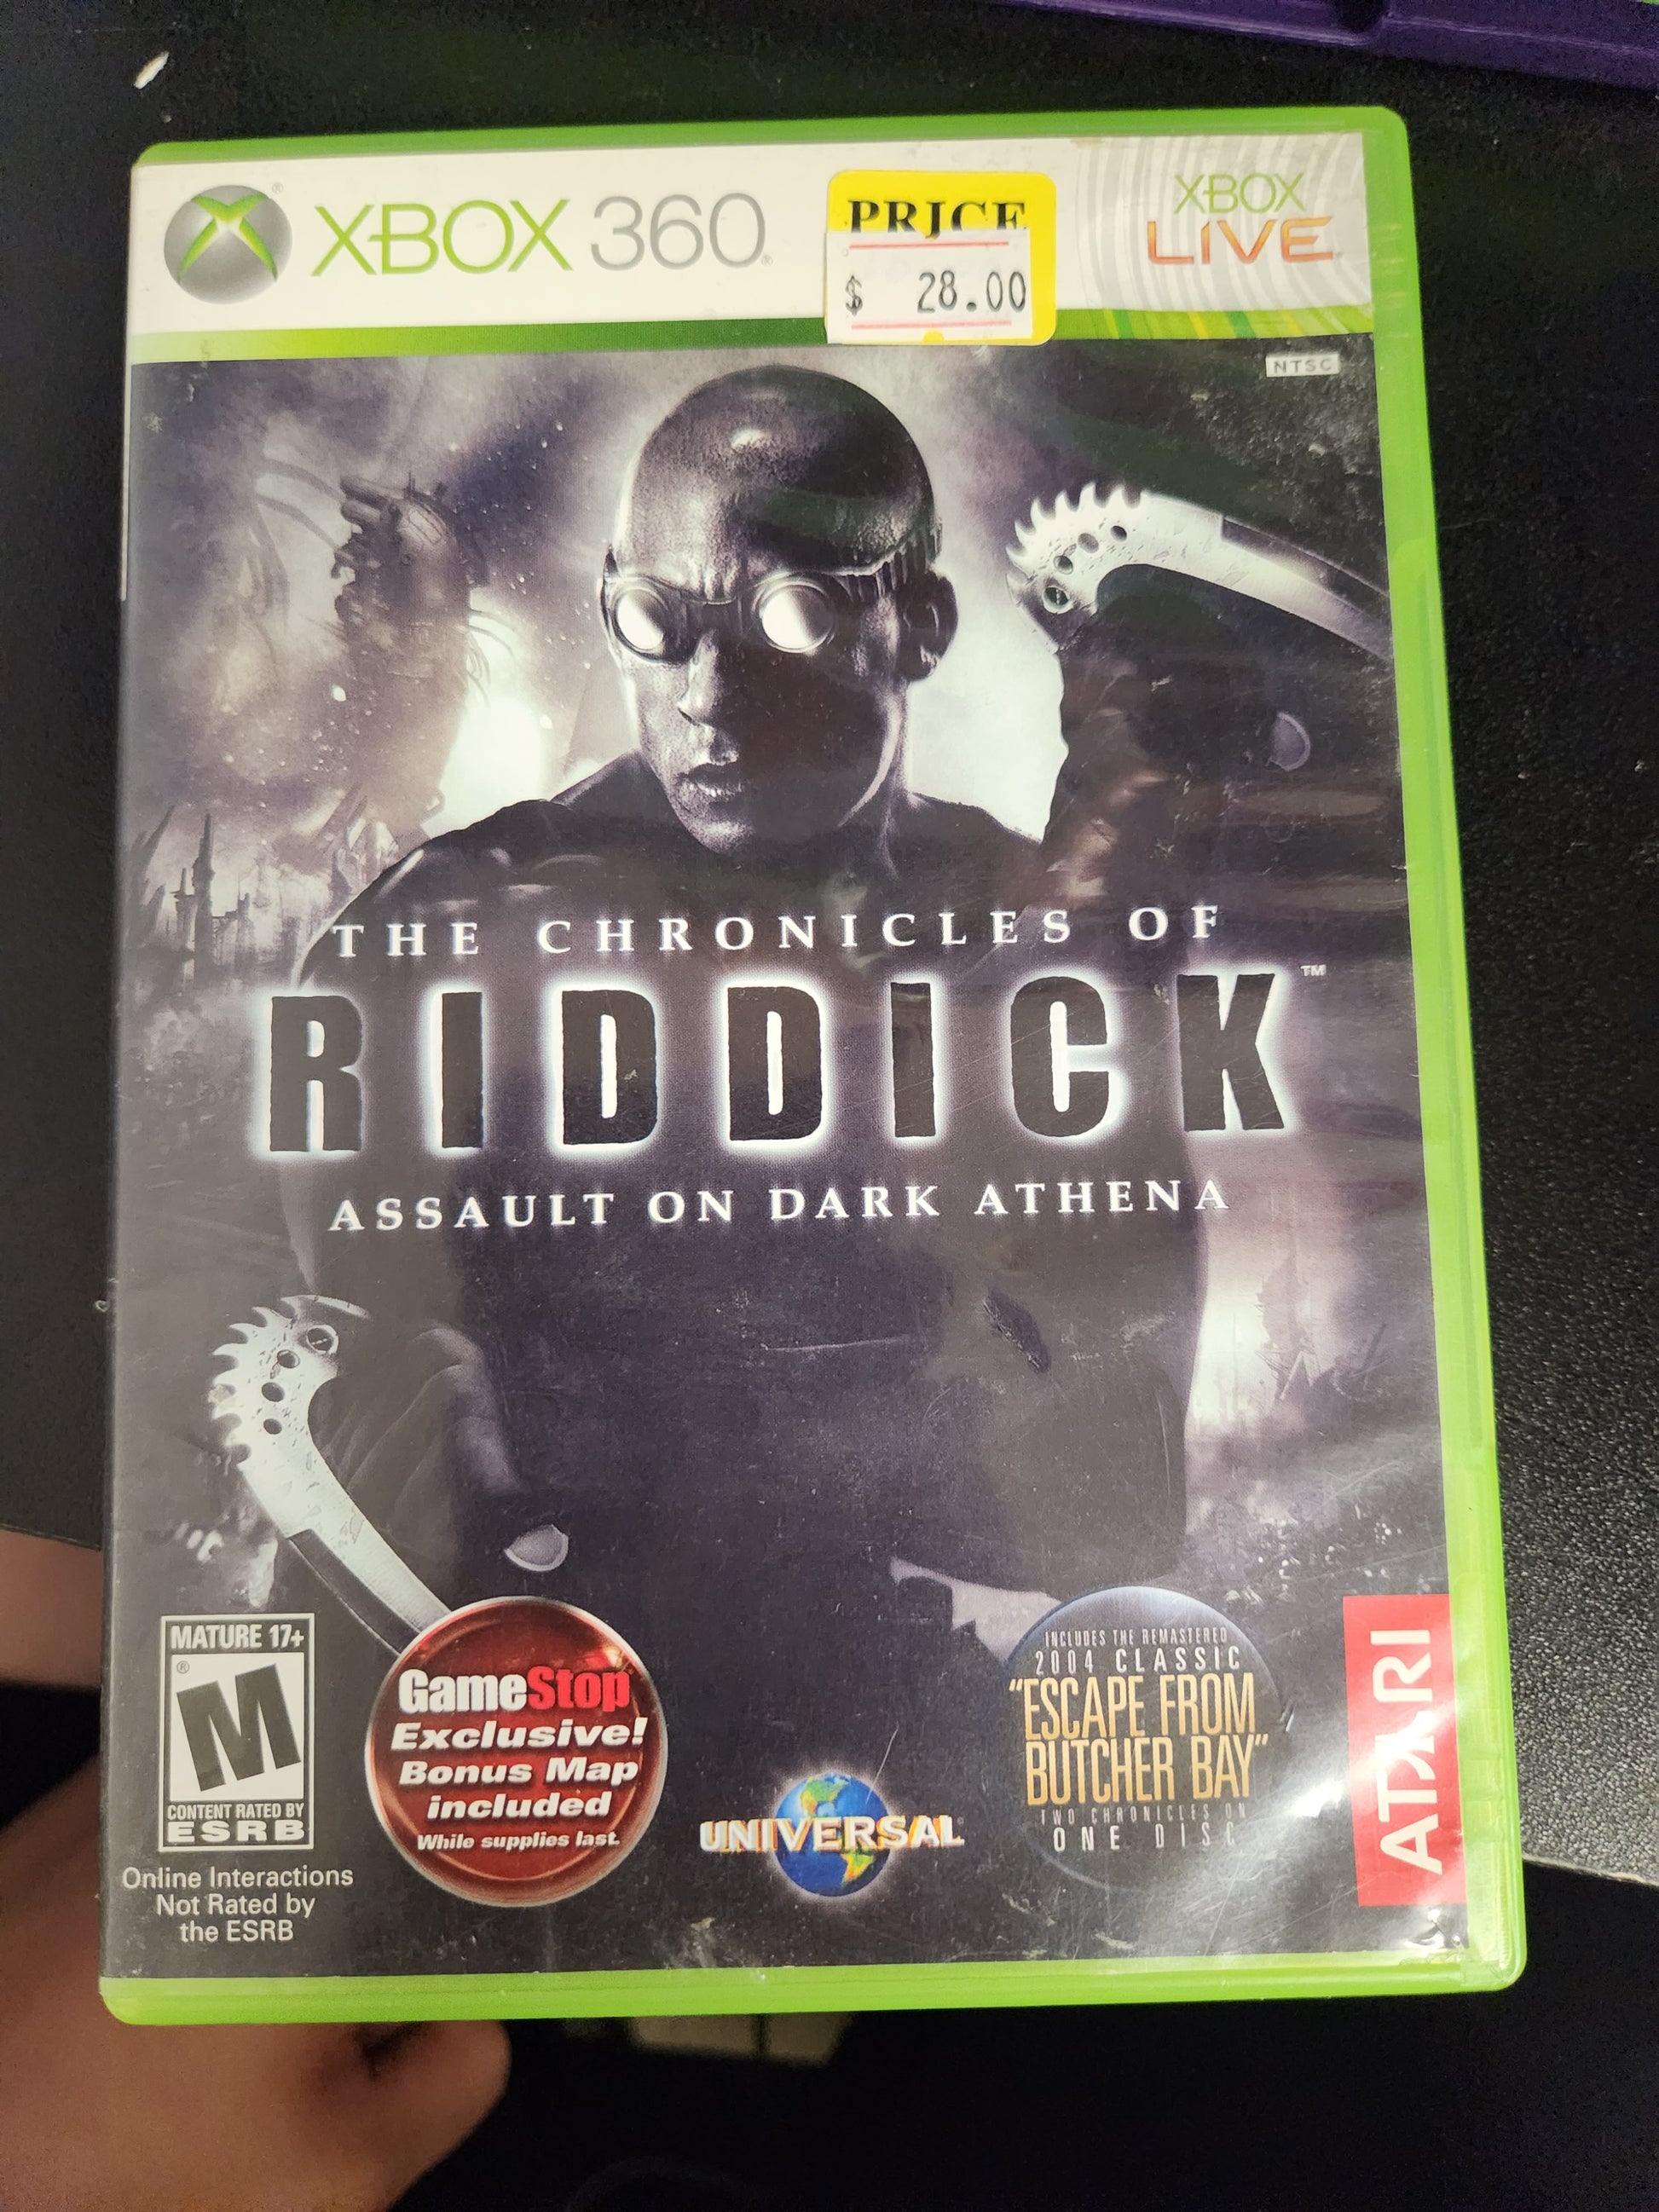 XBOX 360
PRICE
$ 28.00
XBOX
LIVE
NTSC
THE CHRONICLES OF
RIDDICK™
ASSAULT ON DARK ATHENA
MATURE 17+
M
®
CONTENT RATED BY
ESRB
Online Interactions
Not Rated by
the ESRB
GameStop
Exclusive!
Bonus Map
included
While supplies last.
UNIVERSAL
INCLUDES THE REMASTERED
2004 CLASSIC
"ESCAPE FROM
BUTCHER BAY"
TWO CHRONICLES ON
ONE DISC
ATARI